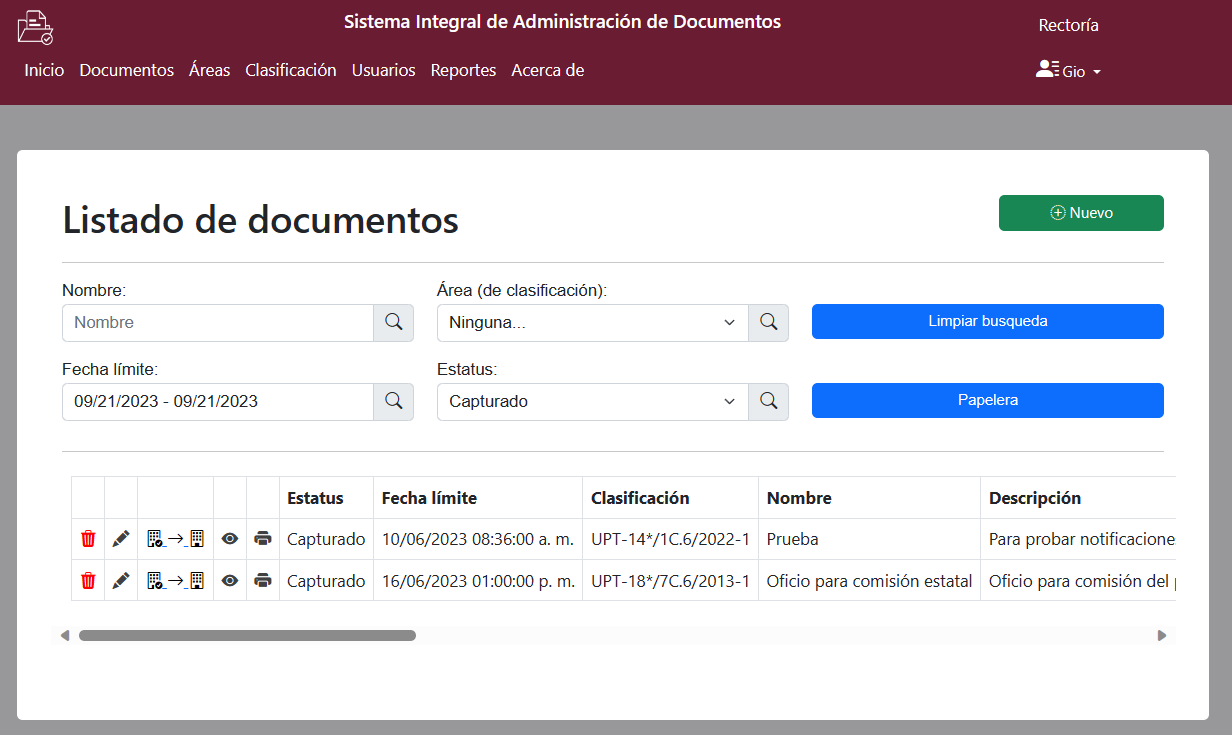 Sistema Integral de Administración de Documentos
Rectoría
Inicio Documentos Áreas Clasificación Usuarios Reportes Acerca de
Gio
Listado de documentos
Nuevo
Nombre:
Área (de clasificación):
Nombre
Ninguna...
Limpiar busqueda
Fecha límite:
Estatus:
09/21/2023 - 09/21/2023
Capturado
Papelera
Estatus Fecha límite Clasificación Nombre Descripción
Capturado 10/06/2023 08:36:00 a. m. UPT-14*/1C.6/2022-1 Prueba Para probar notificacione
Capturado 16/06/2023 01:00:00 p. m. UPT-18*/7C.6/2013-1 Oficio para comisión estatal Oficio para comisión del